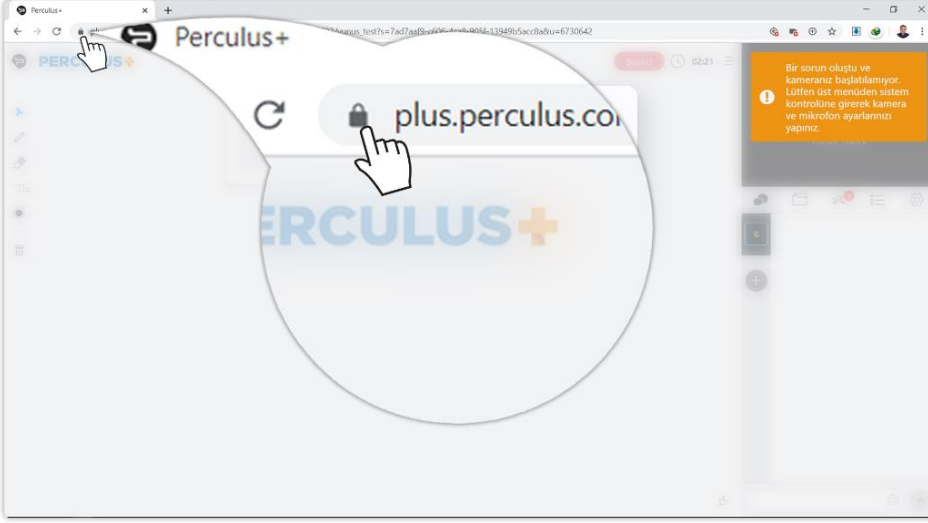 Perculus+
Perculus+
plus.perculus.co
PERCULUS+
Başlat
02:21
ERCULUS+
Bir sorun oluştu ve
kameranız başlatılamıyor.
Lütfen üst menüden sistem
kontrolüne girerek kamera
ve mikrofon ayarlarınızı
yapınız.